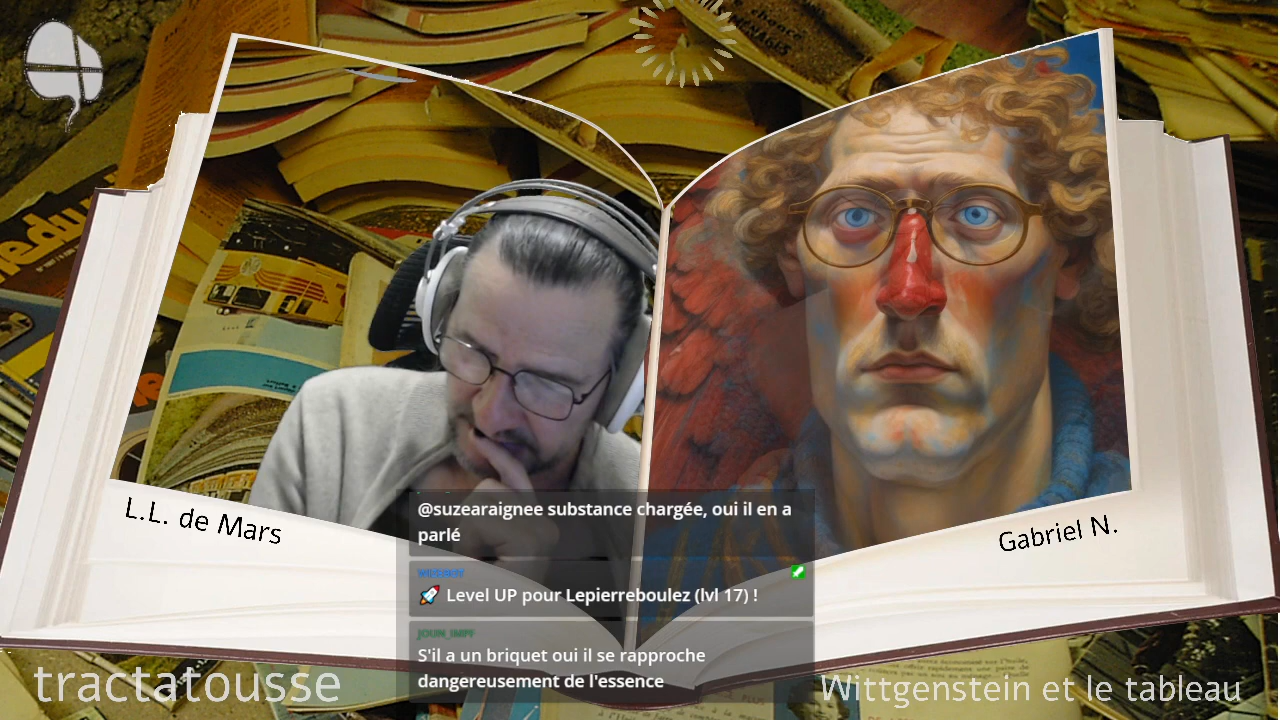 L.L. de Mars
Gabriel N.
@suzearaignee substance chargée, oui il en a
parlé
WIZEBOT
🚀 Level UP pour Lepierreboulez (lvl 17) !
S'il a un briquet oui il se rapproche
dangereusement de l'essence
tractatousse
Wittgenstein et le tableau